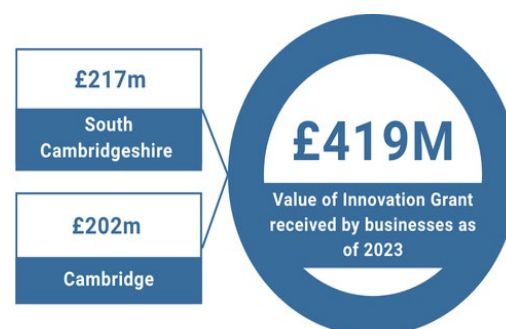 £217m
South
Cambridgeshire
£202m
Cambridge
£419M
Value of Innovation Grant
received by businesses as
of 2023